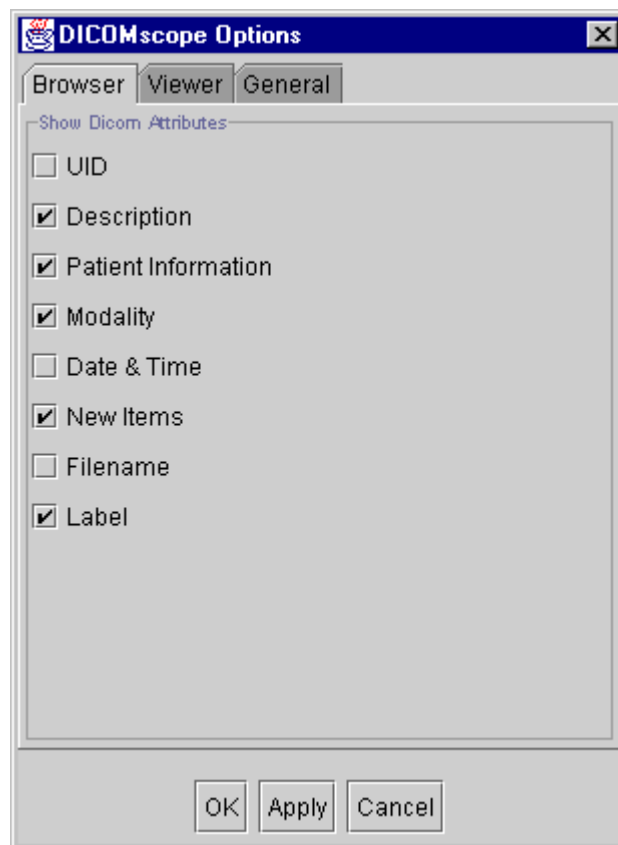 DICOMscope Options
Browser Viewer General
Show Dicom Attributes
UID
Description
Patient Information
Modality
Date & Time
New Items
Filename
Label
OK Apply Cancel